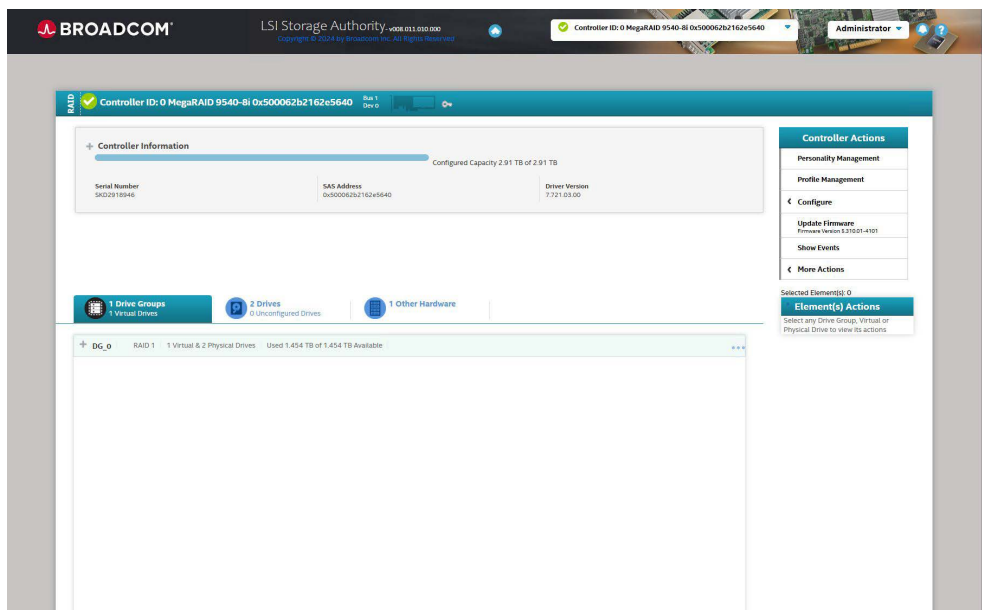 BROADCOM®
LSI Storage Authority - v008.011.010.000
Copyright © 2024 by Broadcom Inc. All Rights Reserved
Controller ID: 0 MegaRAID 9540-8i 0x500062b2162e5640
Administrator
?
RAID
Controller ID: 0 MegaRAID 9540-8i 0x500062b2162e5640
Bus 1
Dev 0
Controller Information
Configured Capacity 2.91 TB of 2.91 TB
Serial Number
SAS Address
Driver Version
SKD2918946
0x500062b2162e5640
7.721.03.00
Controller Actions
Personality Management
Profile Management
Configure
Update Firmware
Firmware Version 5.310.01-4101
Show Events
More Actions
1 Drive Groups
1 Virtual Drives
2 Drives
0 Unconfigured Drives
1 Other Hardware
Selected Element(s): 0
Element(s) Actions
Select any Drive Group, Virtual or
Physical Drive to view its actions
DG_0 RAID 1 1 Virtual & 2 Physical Drives Used 1.454 TB of 1.454 TB Available